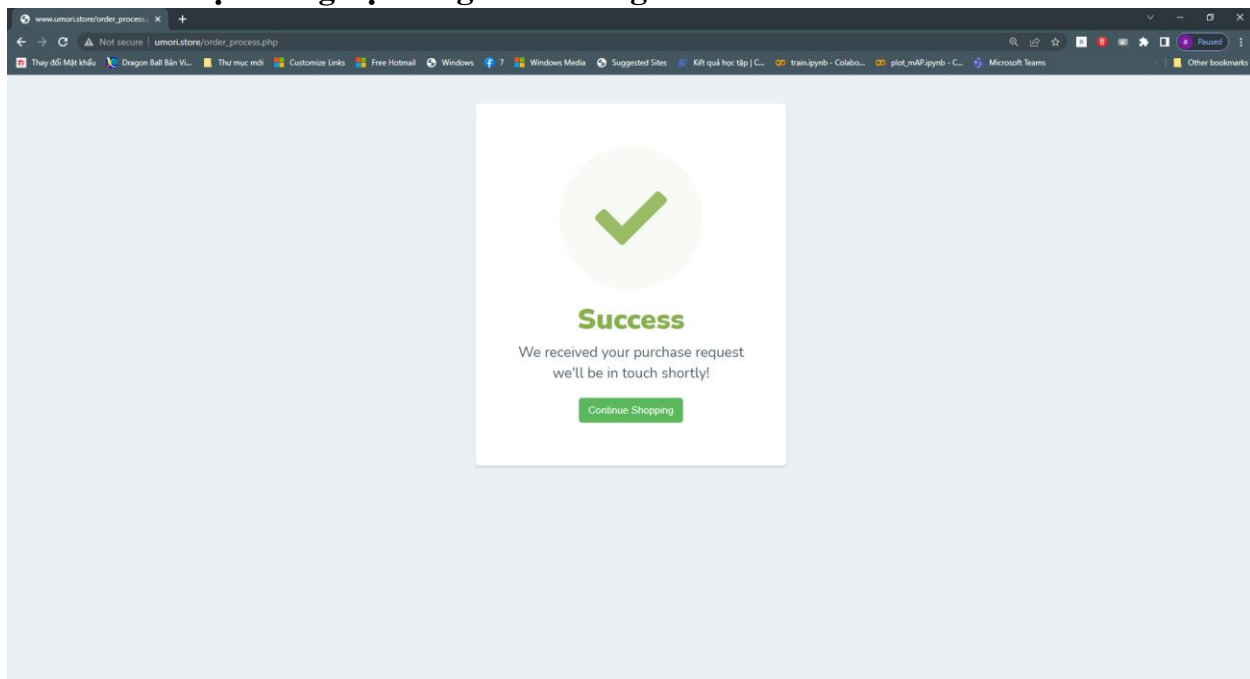 www.umori.store/order_process.p
Not secure | umori.store/order_process.php
Paused
Thay đổi Mật khẩu Dragon Ball Bản Vi... Thư mục mới Customize Links Free Hotmail Windows 7 Windows Media Suggested Sites Kết quả học tập | C... train.ipynb - Colabo... plot_mAP.ipynb - C... Microsoft Teams Other bookmarks
Success
We received your purchase request
we'll be in touch shortly!
Continue Shopping